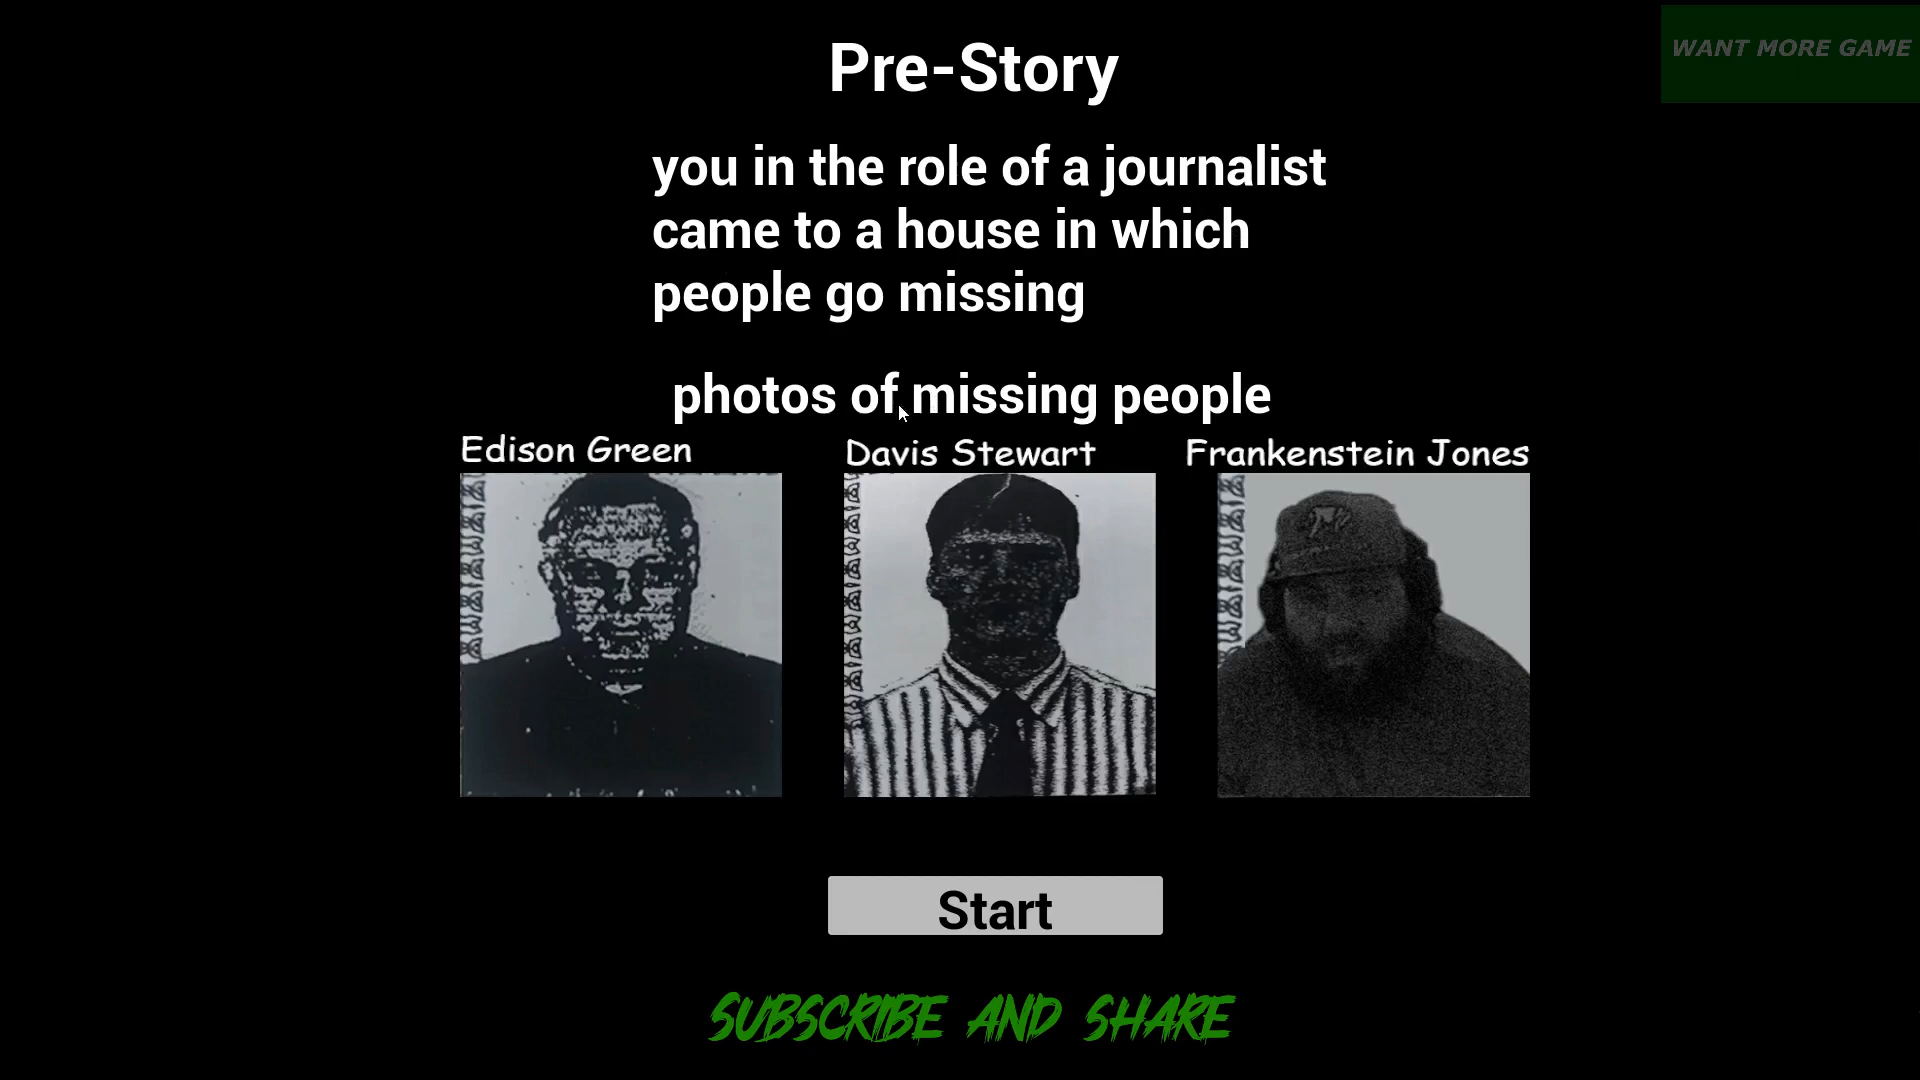 Pre-Story
WANT MORE GAME
you in the role of a journalist
came to a house in which
people go missing
photos of missing people
Edison Green
Davis Stewart
Frankenstein Jones
Start
SUBSCRIBE AND SHARE